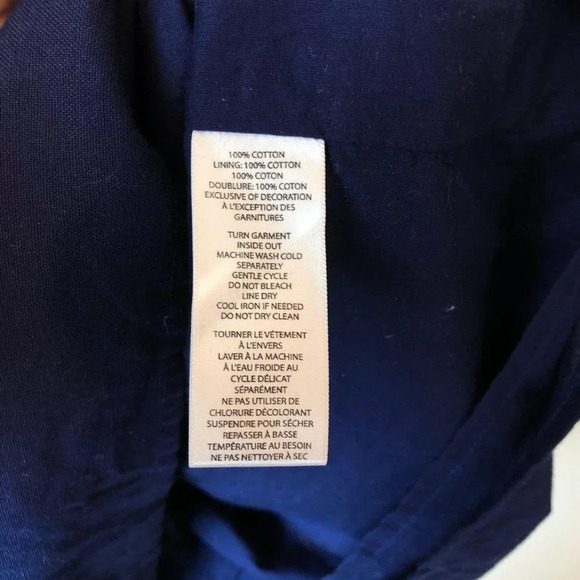 100% COTTON
LINING: 100% COTTON
100% COTON
DOUBLURE: 100% COTON
EXCLUSIVE OF DECORATION
À L'EXCEPTION DES
GARNITURES
TURN GARMENT
INSIDE OUT
MACHINE WASH COLD
SEPARATELY
GENTLE CYCLE
DO NOT BLEACH
LINE DRY
COOL IRON IF NEEDED
DO NOT DRY CLEAN
TOURNER LE VÊTEMENT
À L'ENVERS
LAVER À LA MACHINE
À L'EAU FROIDE AU
CYCLE DÉLICAT
SÉPARÉMENT
NE PAS UTILISER DE
CHLORURE DÉCOLORANT
SUSPENDRE POUR SÉCHER
REPASSER À BASSE
TEMPÉRATURE AU BESOIN
NE PAS NETTOYER À SEC